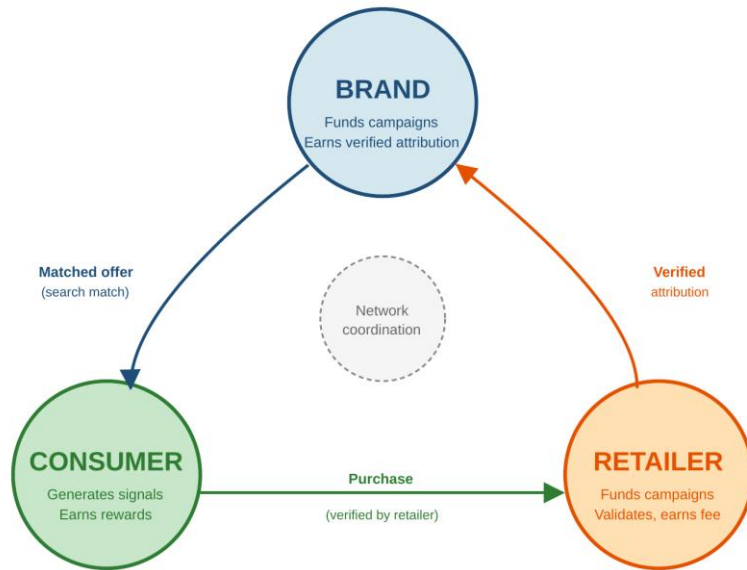 BRAND
Funds campaigns
Earns verified attribution
Matched offer
(search match)
Verified
attribution
Network
coordination
CONSUMER
Generates signals
Earns rewards
Purchase
(verified by retailer)
RETAILER
Funds campaigns
Validates, earns fee